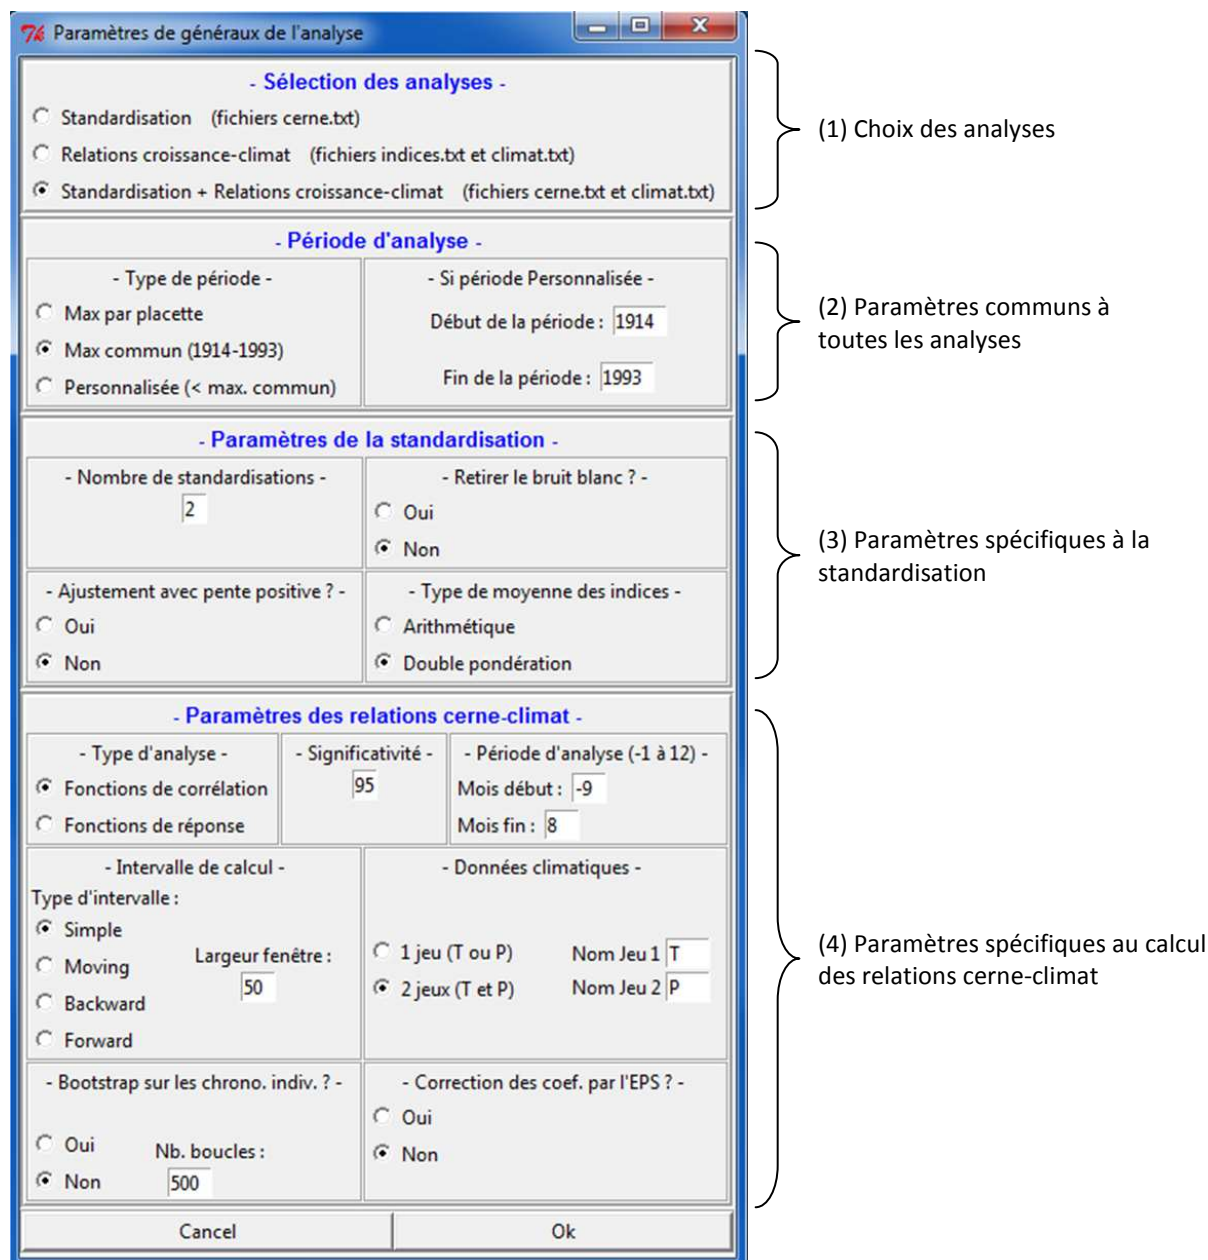 Paramètres de généraux de l'analyse
- Sélection des analyses -
Standardisation (fichiers cerne.txt)
Relations croissance-climat (fichiers indices.txt et climat.txt)
Standardisation + Relations croissance-climat (fichiers cerne.txt et climat.txt)
(1) Choix des analyses
- Période d'analyse -
- Type de période -
Max par placette
Max commun (1914-1993)
Personnalisée (< max. commun)
- Si période Personnalisée -
Début de la période : 1914
Fin de la période : 1993
(2) Paramètres communs à
toutes les analyses
- Paramètres de la standardisation -
- Nombre de standardisations -
2
- Retirer le bruit blanc ? -
Oui
Non
- Ajustement avec pente positive ? -
Oui
Non
- Type de moyenne des indices -
Arithmétique
Double pondération
(3) Paramètres spécifiques à la
standardisation
- Paramètres des relations cerne-climat -
- Type d'analyse -
Fonctions de corrélation
Fonctions de réponse
- Significativité -
95
- Période d'analyse (-1 à 12) -
Mois début : -9
Mois fin : 8
- Intervalle de calcul -
Type d'intervalle :
Simple
Moving
Backward
Forward
Largeur fenêtre :
50
- Données climatiques -
1 jeu (T ou P) Nom Jeu 1 T
2 jeux (T et P) Nom Jeu 2 P
- Bootstrap sur les chrono. indiv. ? -
Oui
Non
Nb. boucles :
500
- Correction des coef. par l'EPS ? -
Oui
Non
(4) Paramètres spécifiques au calcul
des relations cerne-climat
Cancel
Ok